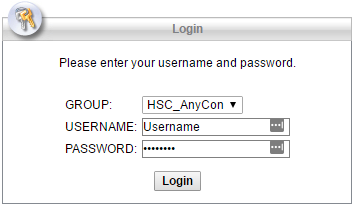 Login
Please enter your username and password.
GROUP: HSC_AnyCon
USERNAME: Username
PASSWORD: ••••••••
Login